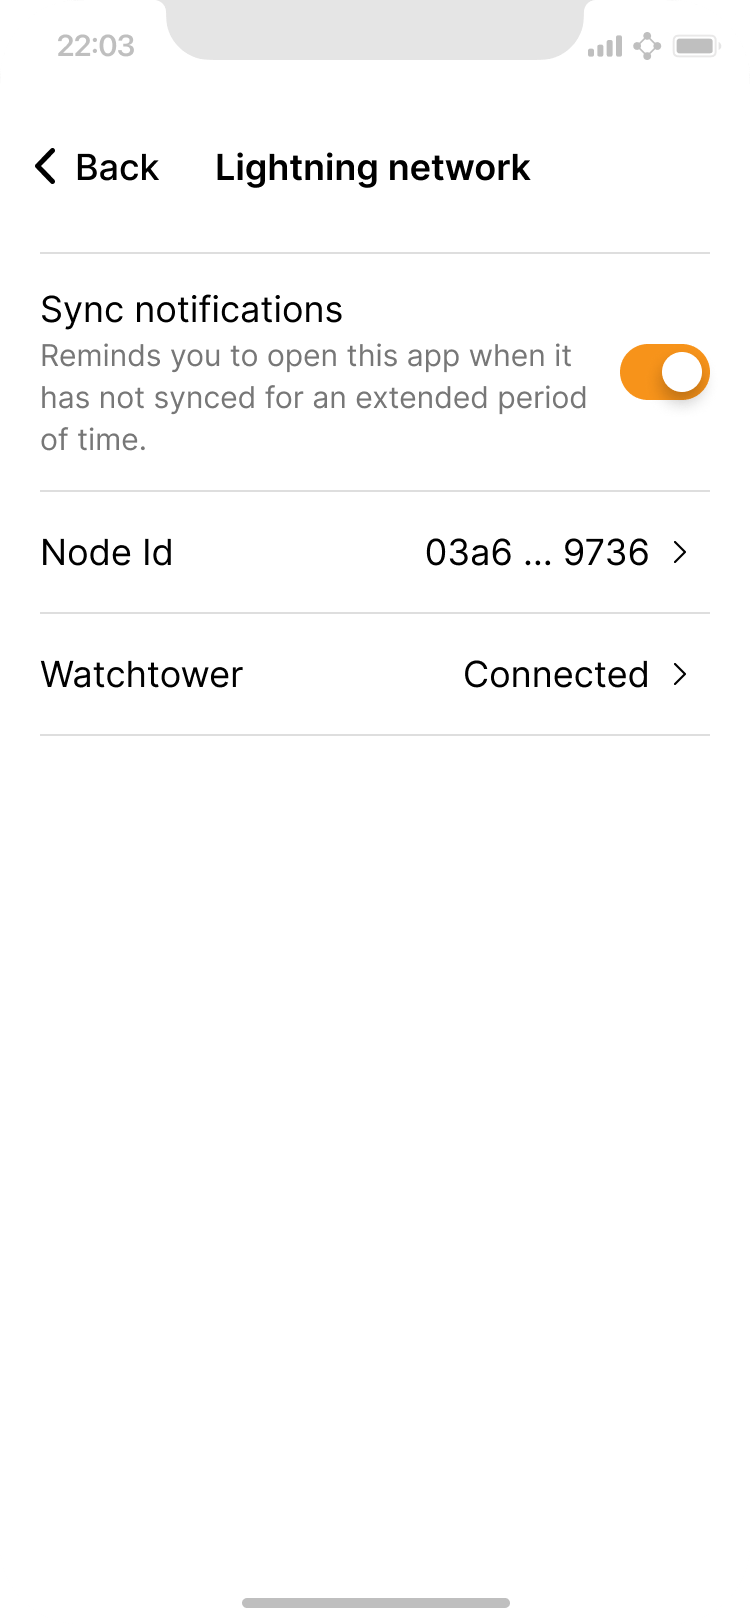 22:03
Back
Lightning network
Sync notifications
Reminds you to open this app when it
has not synced for an extended period
of time.
Node Id
03a6 ... 9736
Watchtower
Connected